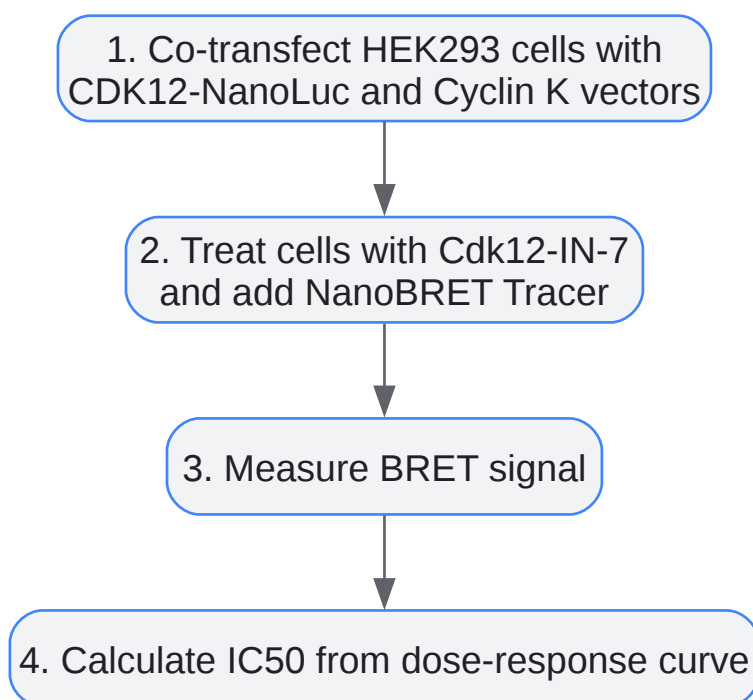 1. Co-transfect HEK293 cells with
CDK12-NanoLuc and Cyclin K vectors
2. Treat cells with Cdk12-IN-7
and add NanoBRET Tracer
3. Measure BRET signal
4. Calculate IC50 from dose-response curve